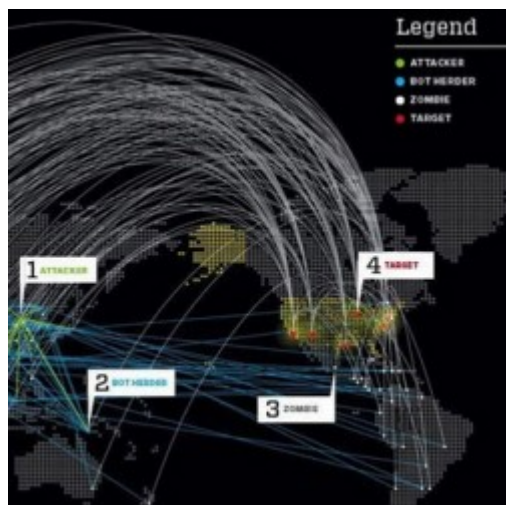 Legend
ATTACKER
BOT HERDER
ZOMBIE
TARGET
1 ATTACKER
4 TARGET
2 BOT HERDER
3 ZOMBIE